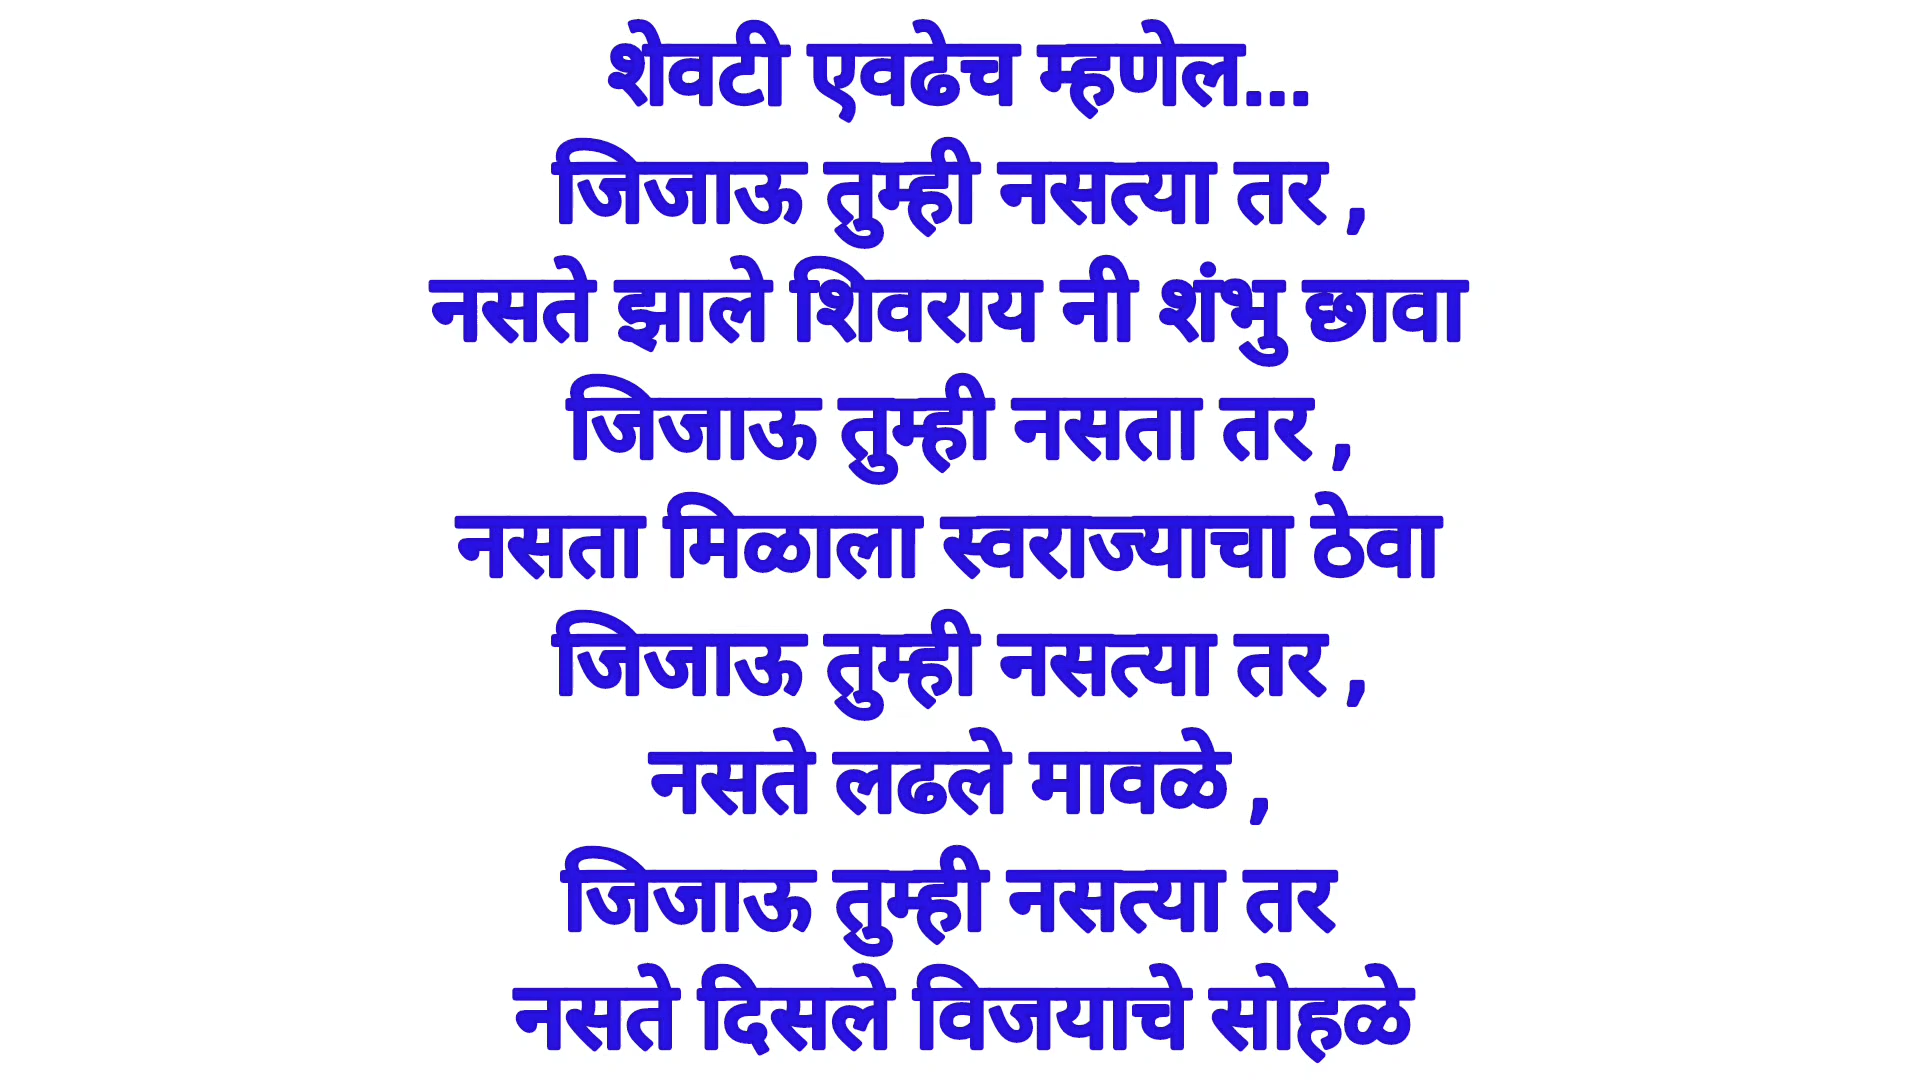 शेवटी एवढेच म्हणेल...
जिजाऊ तुम्ही नसत्या तर ,
नसते झाले शिवराय नी शंभु छावा
जिजाऊ तुम्ही नसता तर ,
नसता मिळाला स्वराज्याचा ठेवा
जिजाऊ तुम्ही नसत्या तर ,
नसते लढले मावळे ,
जिजाऊ तुम्ही नसत्या तर
नसते दिसले विजयाचे सोहळे